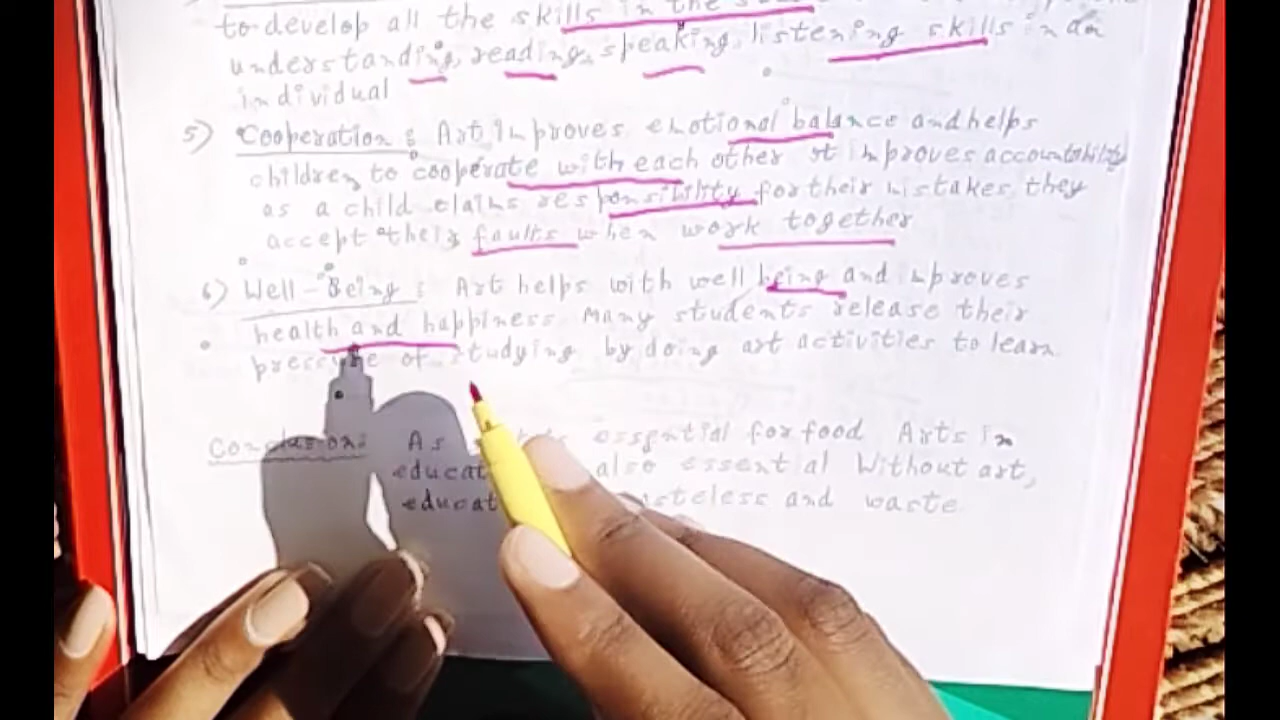 to develop all the skills in the
understanding, reading, speaking, listening skills in an
individual
5) Cooperation : Art improves emotional balance and helps
children to cooperate with each other it improves accountability
as a child claims responsibility for their mistakes, they
accept their faults when work together
6) Well-Being : Art helps with well being and improves
health and happiness many students release their
pressure of studying by doing art activities to learn
Conclusion: As essential for food Arts in
also essential Without art,
and waste